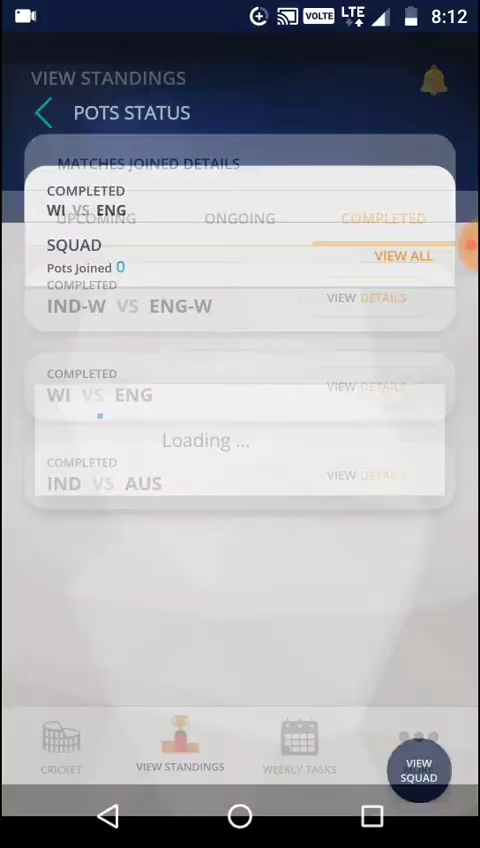 VOLTE LTE 8:12
VIEW STANDINGS
POTS STATUS
MATCHES JOINED DETAILS
COMPLETED
WI VS ENG
UPCOMING ONGOING COMPLETED
SQUAD
VIEW ALL
Pots Joined 0
COMPLETED
IND-W VS ENG-W VIEW DETAILS
COMPLETED
WI VS ENG VIEW DETAILS
Loading ...
COMPLETED
IND VS AUS VIEW DETAILS
CRICKET VIEW STANDINGS WEEKLY TASKS
VIEW
SQUAD